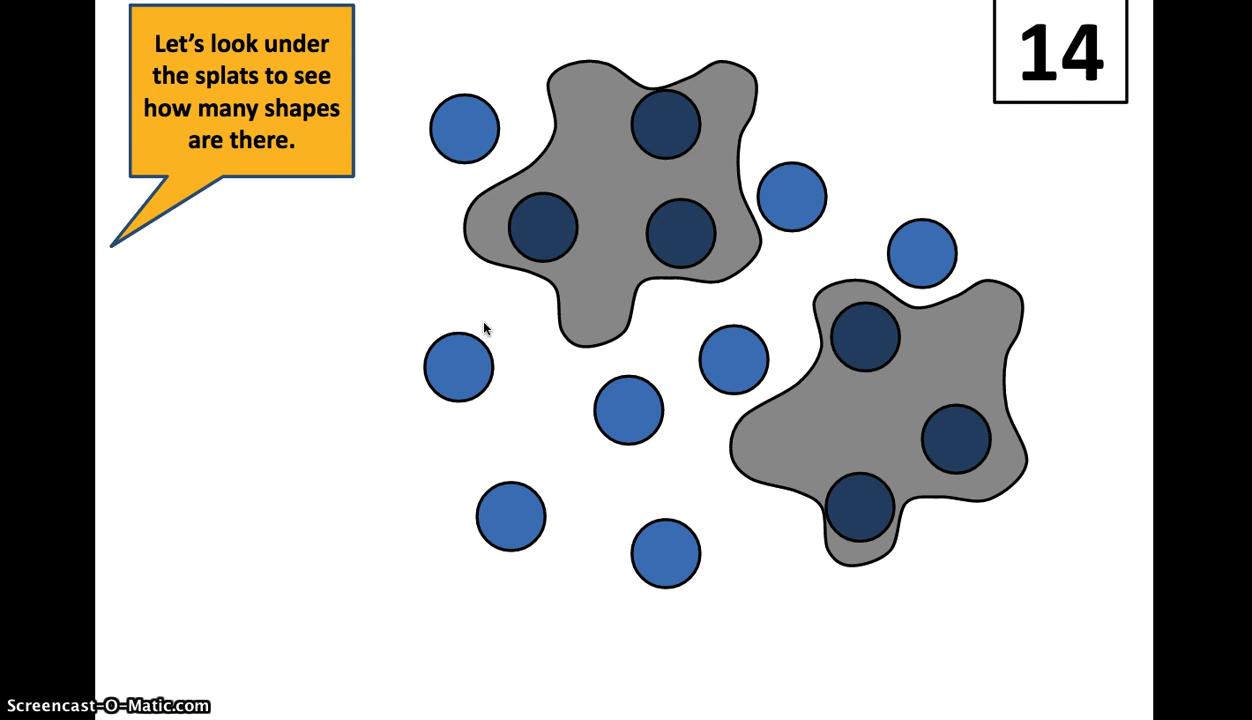 Let’s look under
the splats to see
how many shapes
are there.
14
Screencast-O-Matic.com